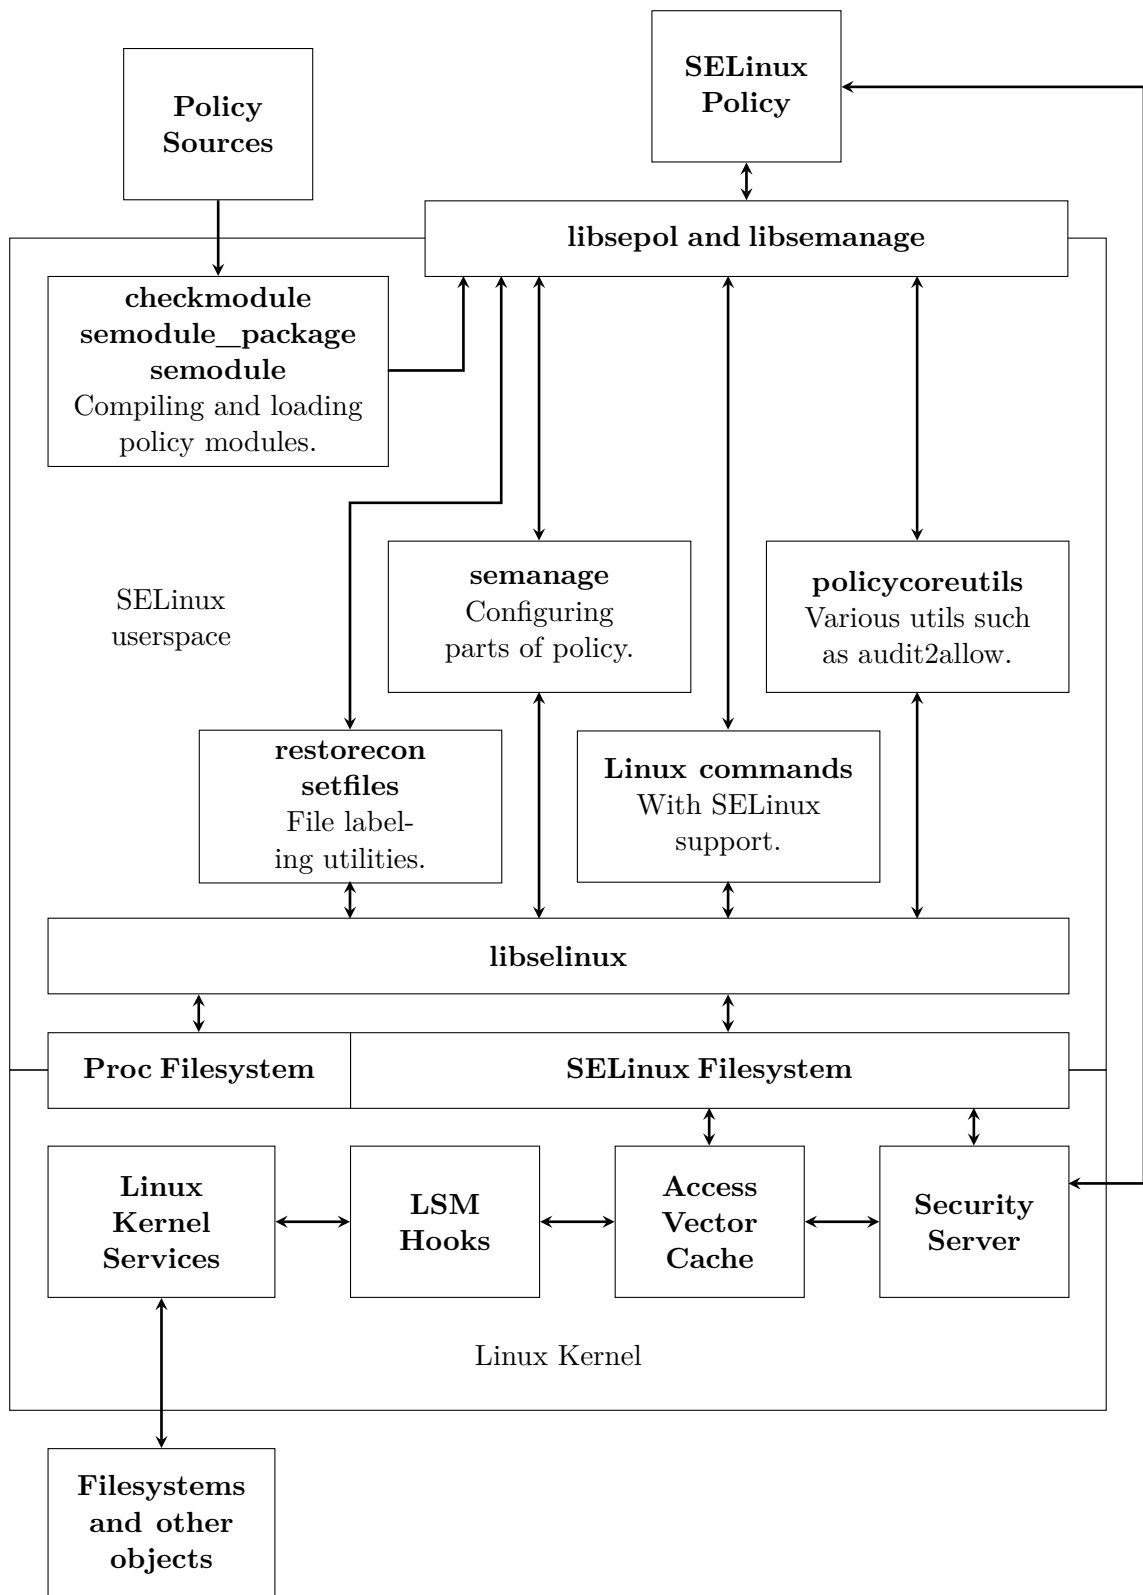 Policy
Sources
SELinux
Policy
libsepol and libsemanage
checkmodule
semodule_package
semodule
Compiling and loading
policy modules.
SELinux
userspace
semanage
Configuring
parts of policy.
policycoreutils
Various utils such
as audit2allow.
restorecon
setfiles
File label-
ing utilities.
Linux commands
With SELinux
support.
libselinux
Proc Filesystem
SELinux Filesystem
Linux
Kernel
Services
LSM
Hooks
Access
Vector
Cache
Security
Server
Linux Kernel
Filesystems
and other
objects